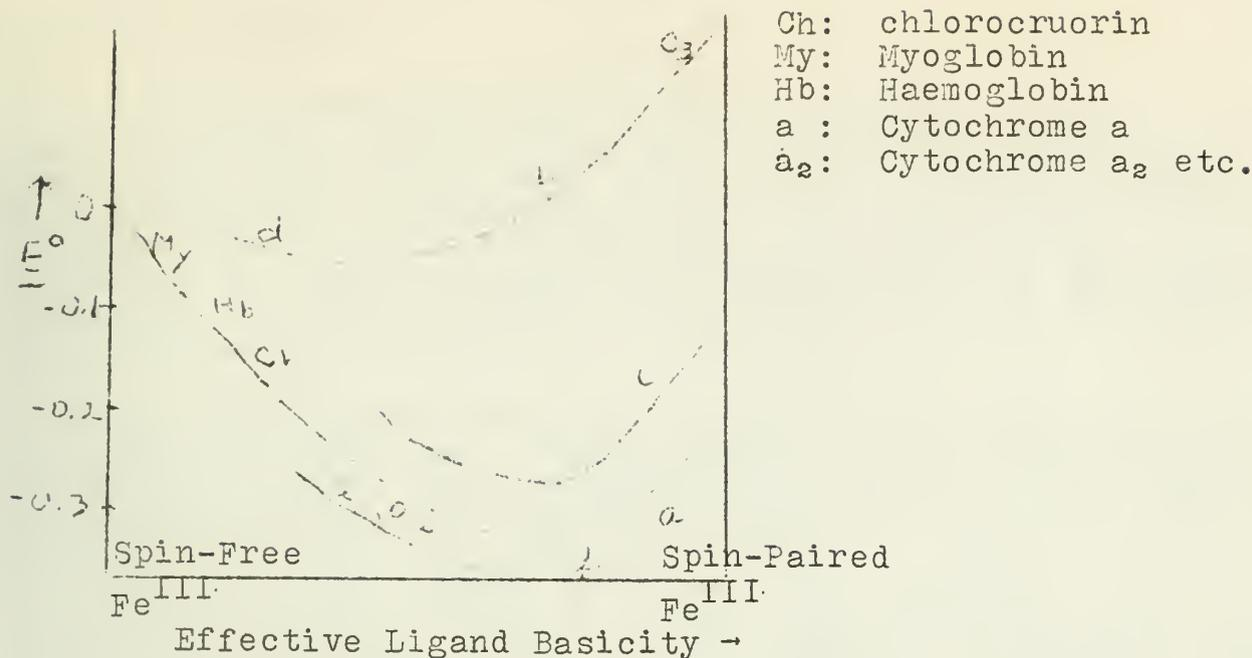 Ch: chlorocruorin
My: Myoglobin
Hb: Haemoglobin
a : Cytochrome a
a₂: Cytochrome a₂ etc.
C₃
↑ 0
E°
My
d
-0.1
Hb
-0.2
-0.3
a
Spin-Free
Spin-Paired
Fe^III
Fe^III
Effective Ligand Basicity →